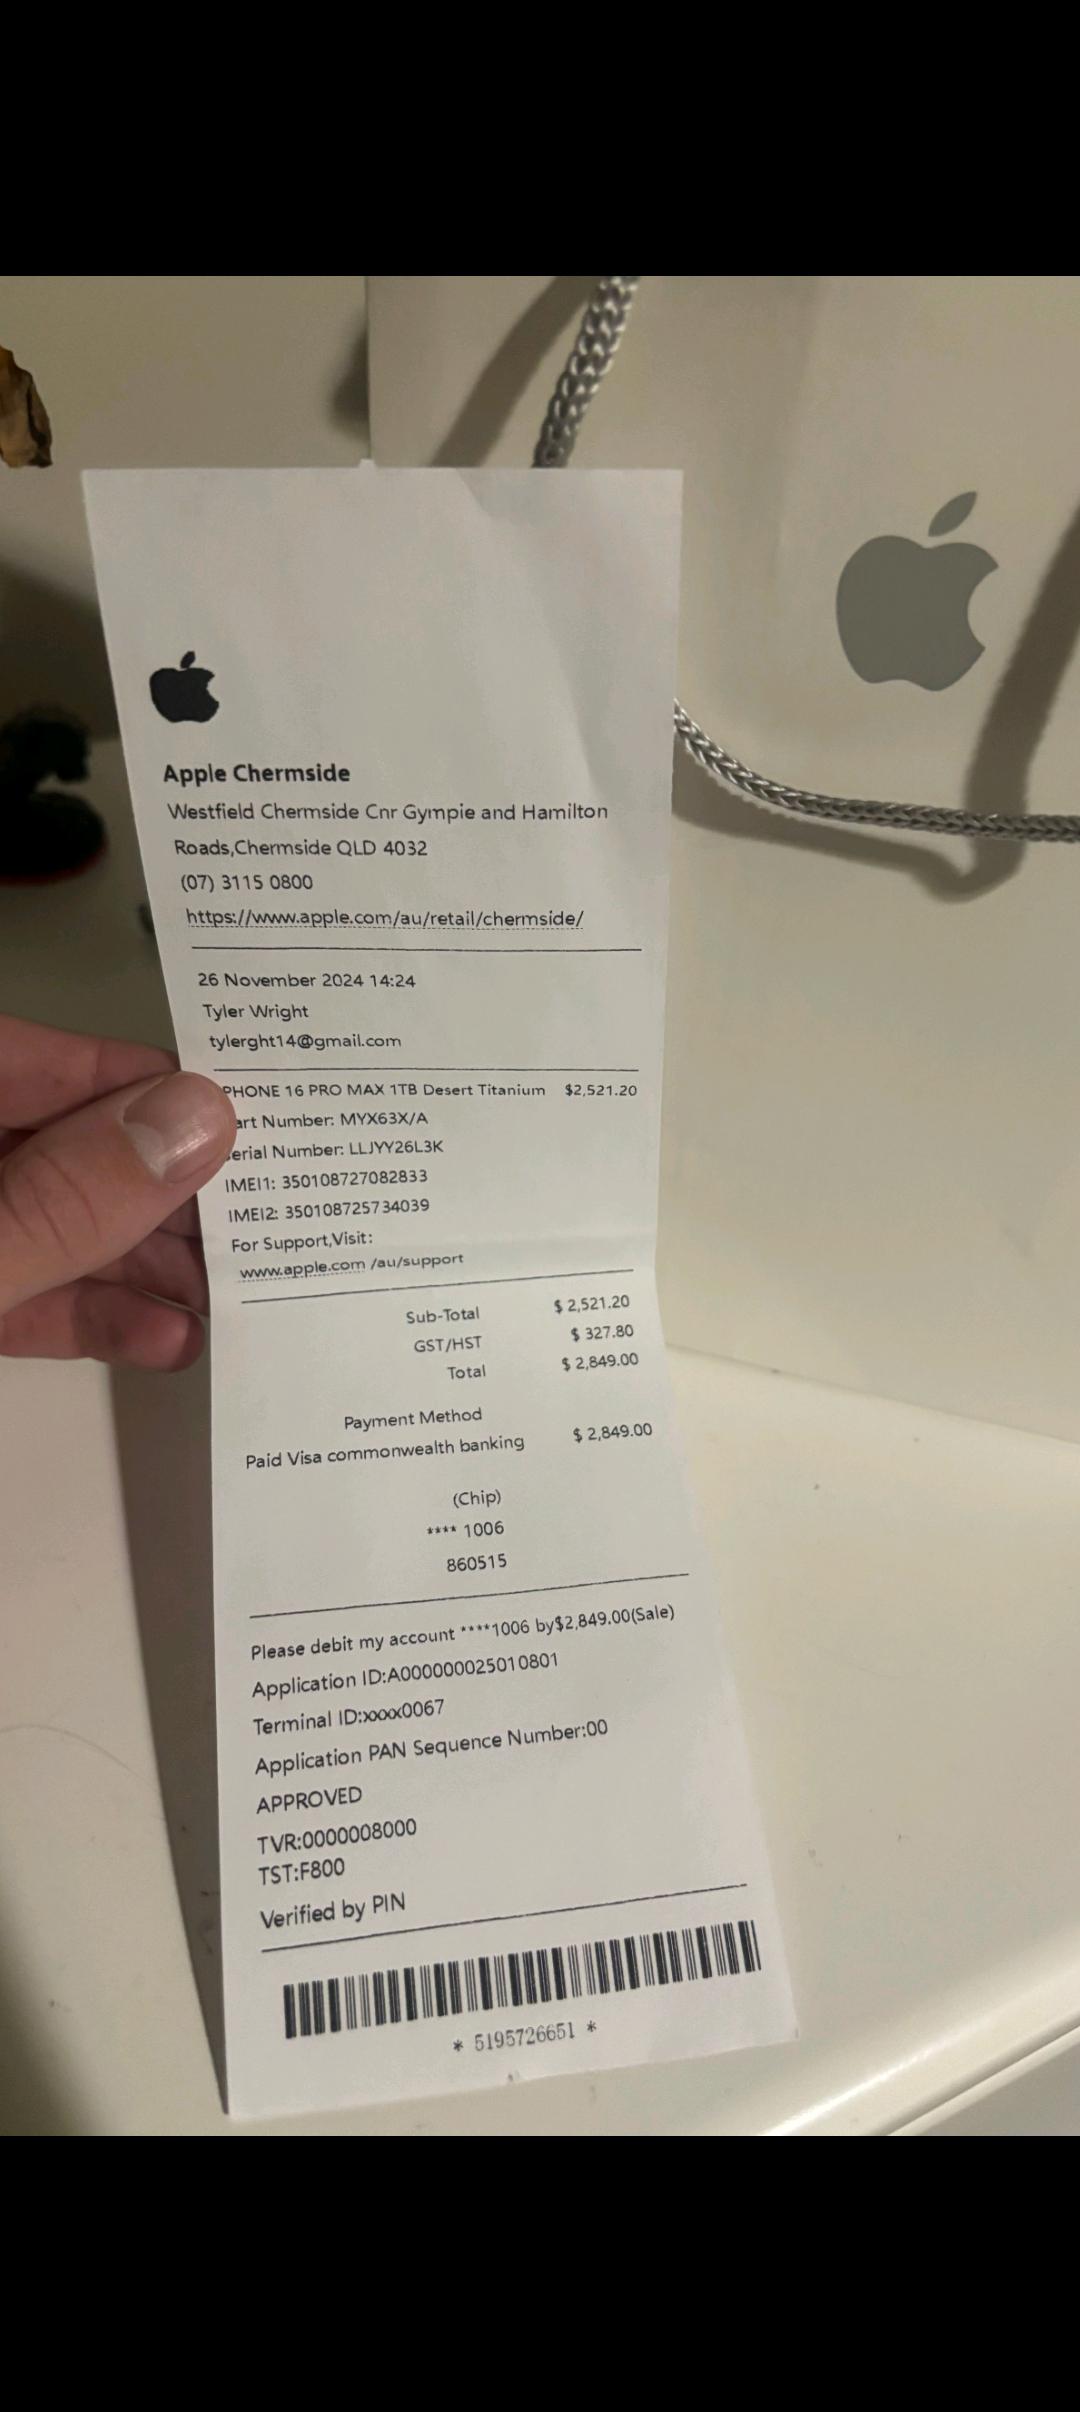 Apple Chermside
Westfield Chermside Cnr Gympie and Hamilton
Roads,Chermside QLD 4032
(07) 3115 0800
https://www.apple.com/au/retail/chermside/
26 November 2024 14:24
Tyler Wright
tylerght14@gmail.com
PHONE 16 PRO MAX 1TB Desert Titanium $2,521.20
art Number: MYX63X/A
erial Number: LLJYY26L3K
IMEI1: 350108727082833
IMEI2: 350108725734039
For Support,Visit:
www.apple.com /au/support
Sub-Total $ 2,521.20
GST/HST $ 327.80
Total $ 2,849.00
Payment Method
Paid Visa commonwealth banking $ 2,849.00
(Chip)
**** 1006
860515
Please debit my account ****1006 by$2,849.00(Sale)
Application ID:A000000025010801
Terminal ID:xxxx0067
Application PAN Sequence Number:00
APPROVED
TVR:0000008000
TST:F800
Verified by PIN
* 5195726651 *